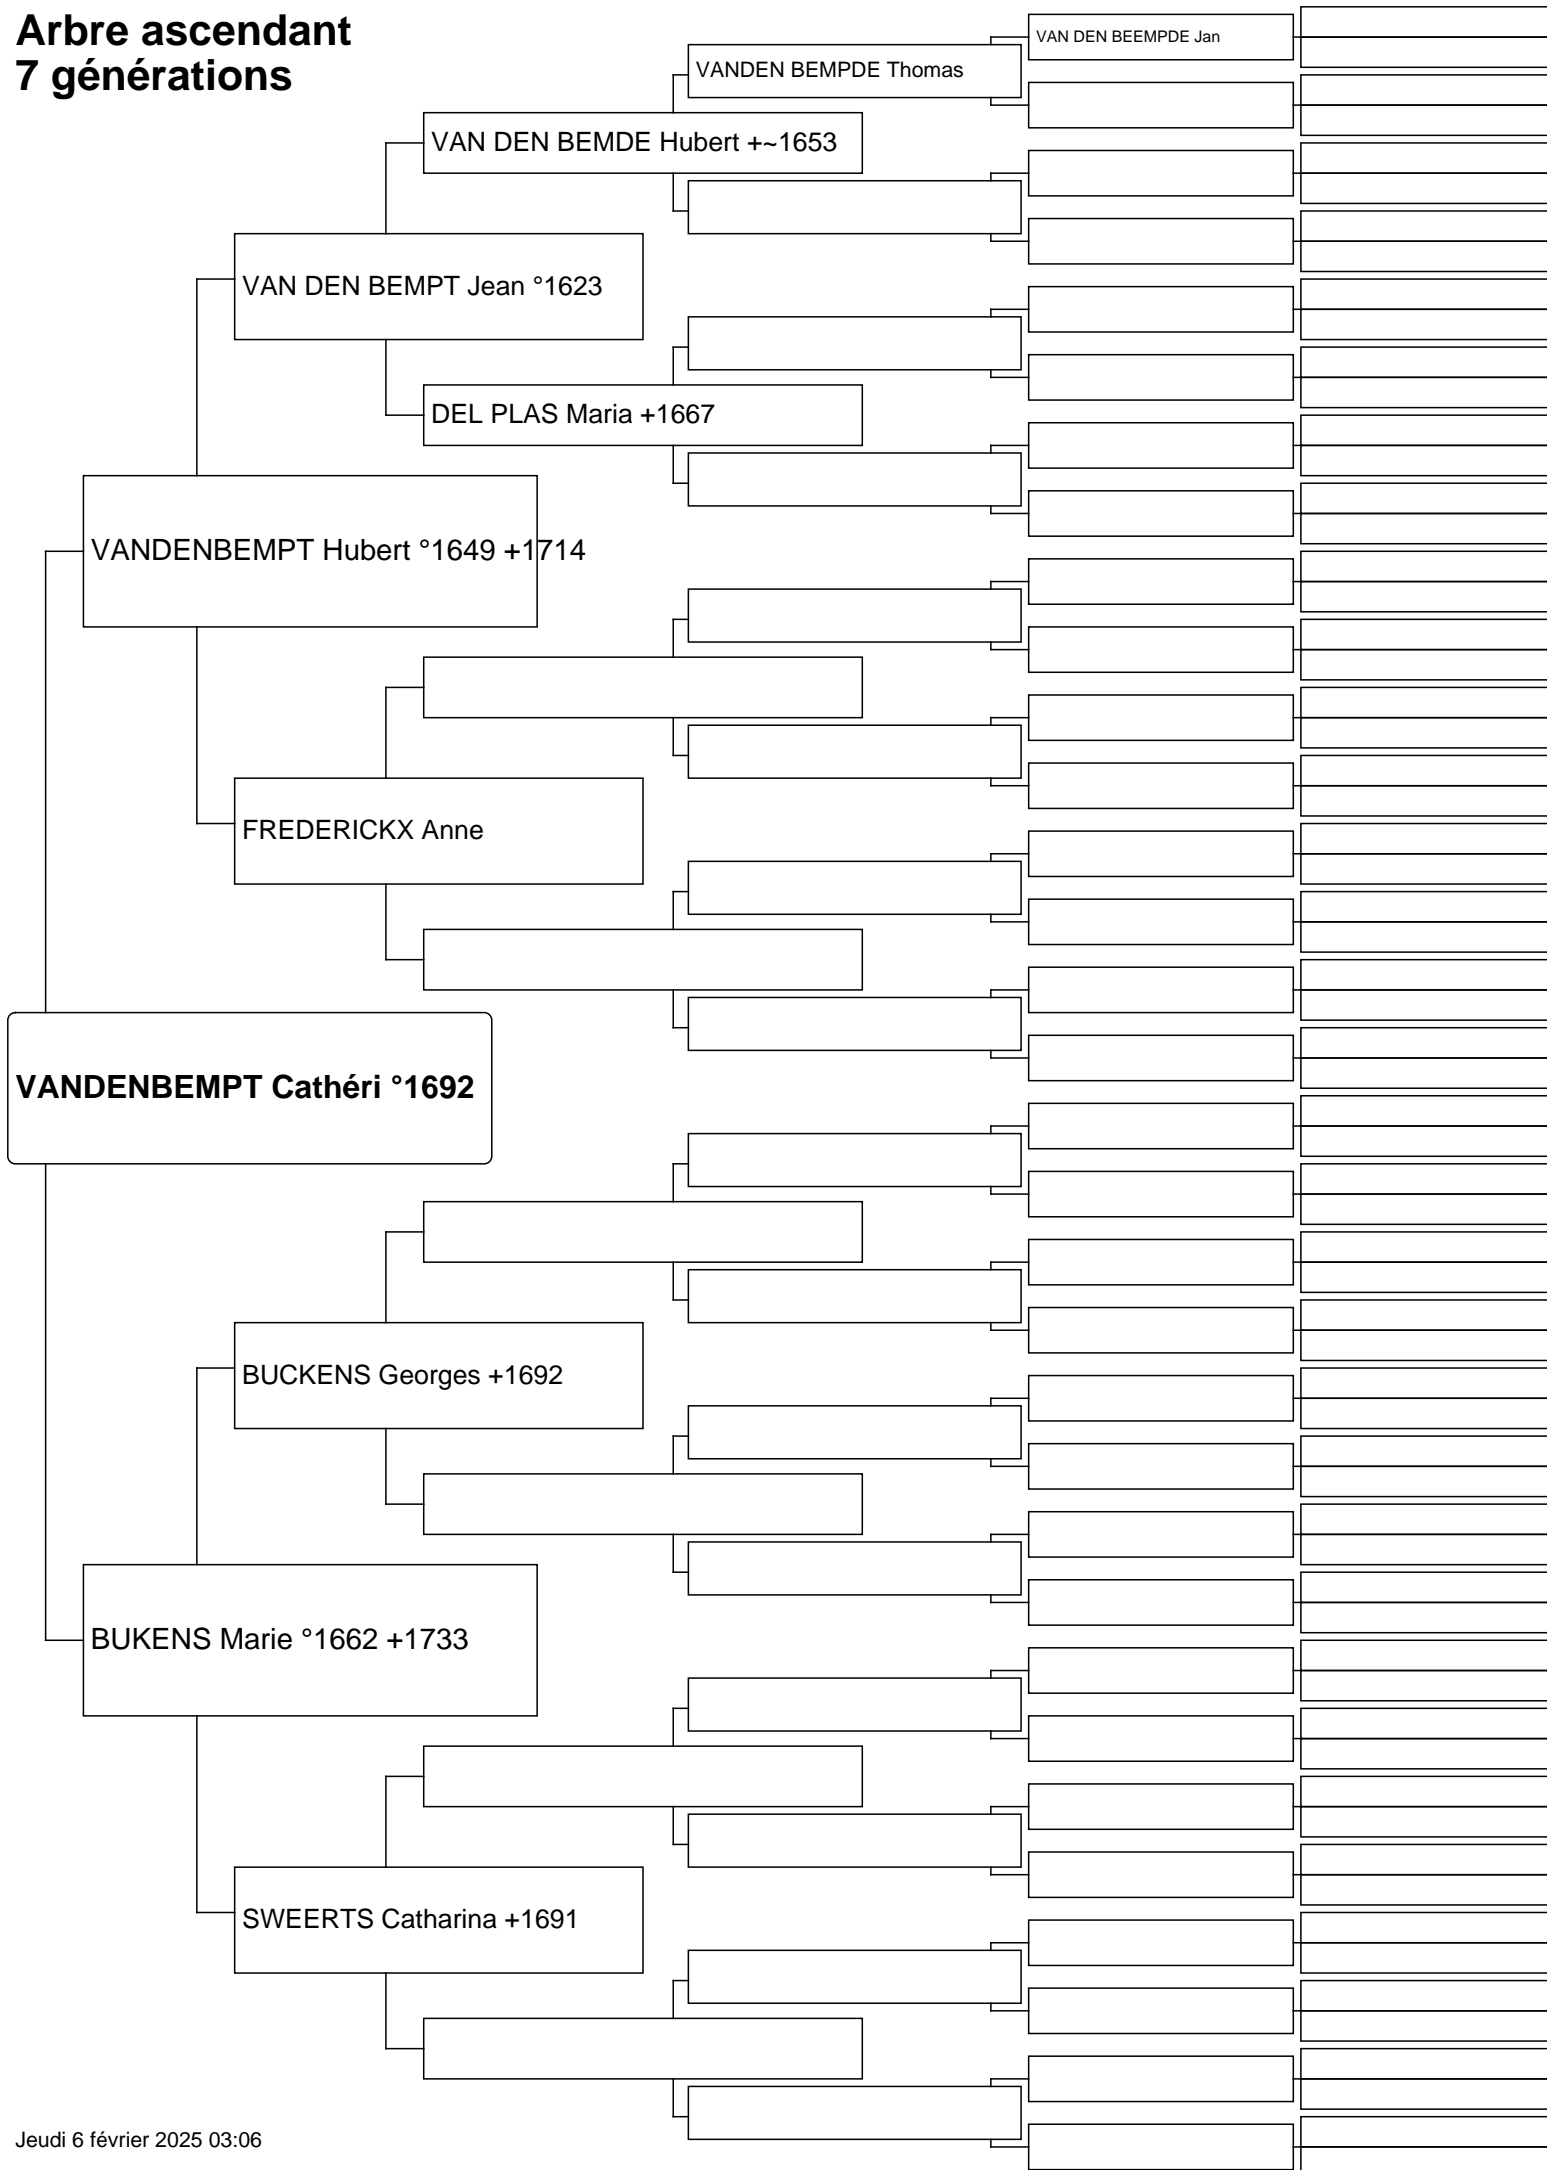 Arbre ascendant
7 générations
VAN DEN BEEMPDE Jan
VANDEN BEMPDE Thomas
VAN DEN BEMDE Hubert +~1653
VAN DEN BEMPT Jean °1623
DEL PLAS Maria +1667
VANDENBEMPT Hubert °1649 +1714
FREDERICKX Anne
VANDENBEMPT Cathéri °1692
BUCKENS Georges +1692
BUKENS Marie °1662 +1733
SWEERTS Catharina +1691
Jeudi 6 février 2025 03:06